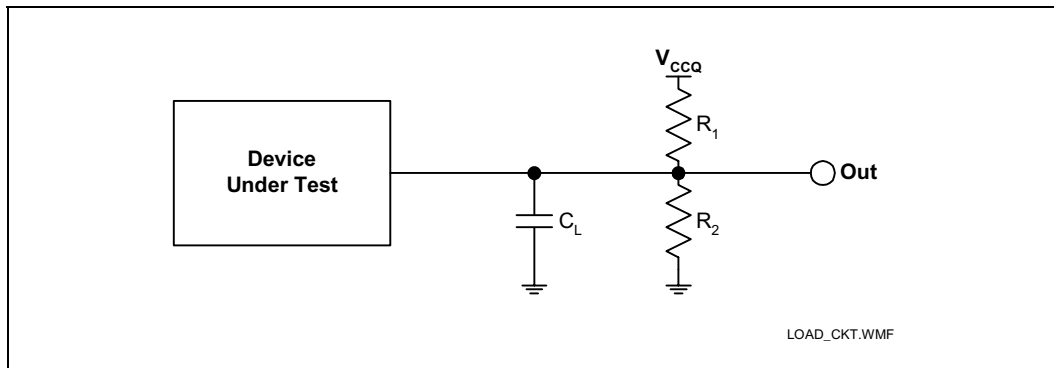 V_CCQ
R_1
Device
Under Test
Out
C_L
R_2
LOAD_CKT.WMF